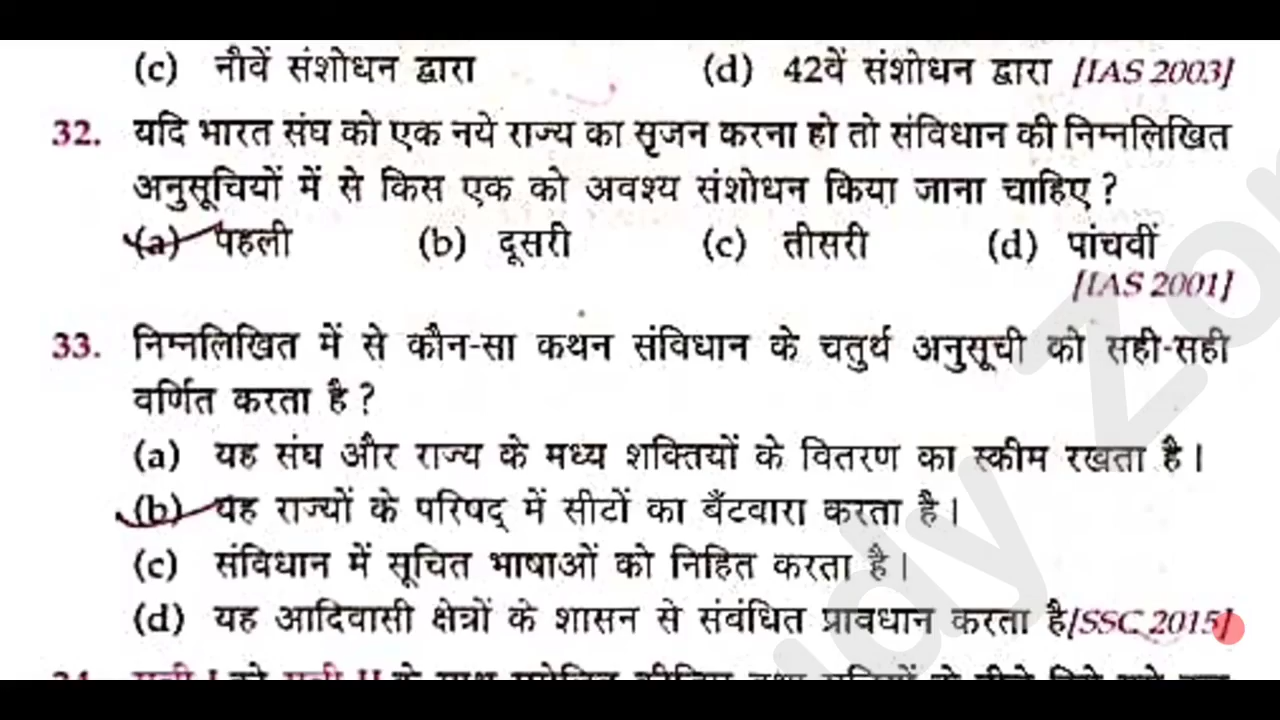 (c) नौवें संशोधन द्वारा (d) 42वें संशोधन द्वारा [IAS 2003]
32. यदि भारत संघ को एक नये राज्य का सृजन करना हो तो संविधान की निम्नलिखित
अनुसूचियों में से किस एक को अवश्य संशोधन किया जाना चाहिए ?
(a) पहली (b) दूसरी (c) तीसरी (d) पांचवीं
[IAS 2001]
33. निम्नलिखित में से कौन-सा कथन संविधान के चतुर्थ अनुसूची को सही-सही
वर्णित करता है ?
(a) यह संघ और राज्य के मध्य शक्तियों के वितरण का स्कीम रखता है।
(b) यह राज्यों के परिषद् में सीटों का बँटवारा करता है।
(c) संविधान में सूचित भाषाओं को निहित करता है।
(d) यह आदिवासी क्षेत्रों के शासन से संबंधित प्रावधान करता है[SSC 2015]